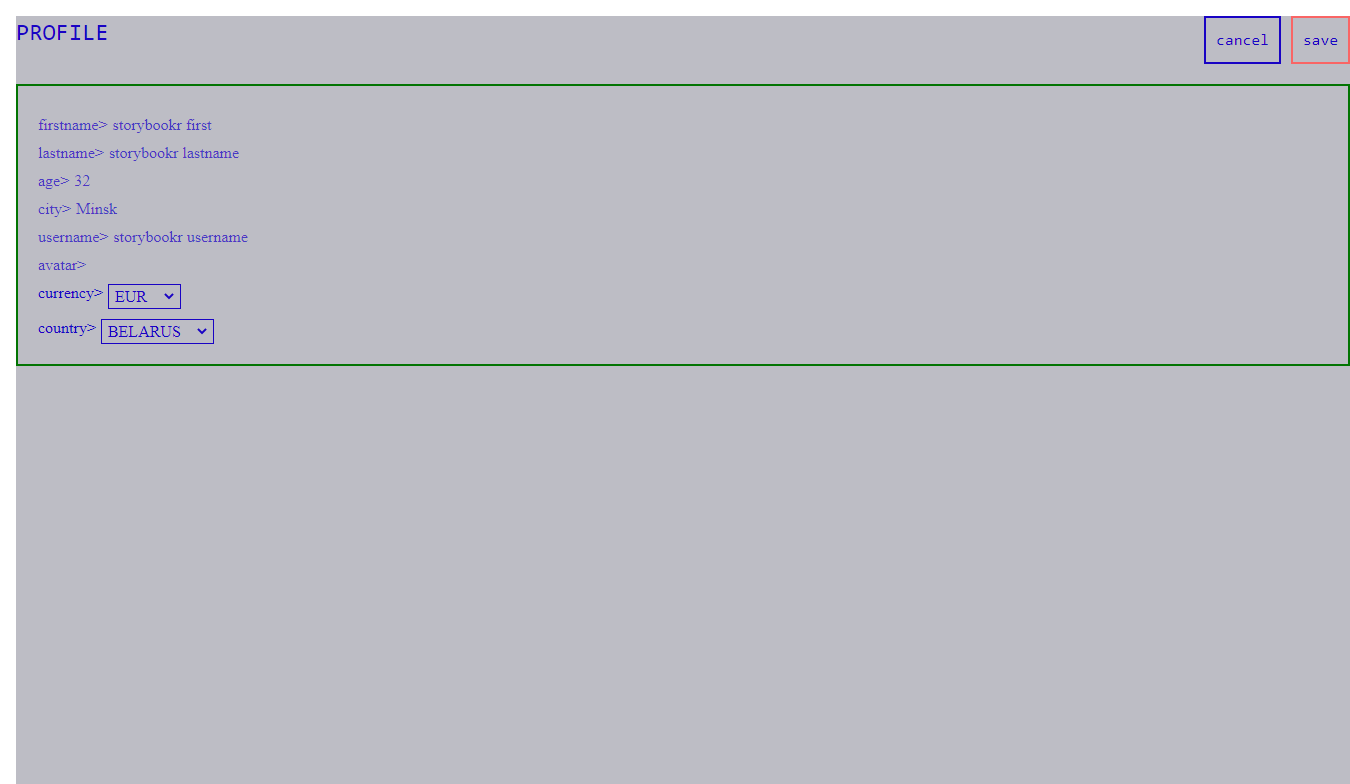 PROFILE
cancel
save
firstname> storybookr first
lastname> storybookr lastname
age> 32
city> Minsk
username> storybookr username
avatar>
currency> EUR
country> BELARUS